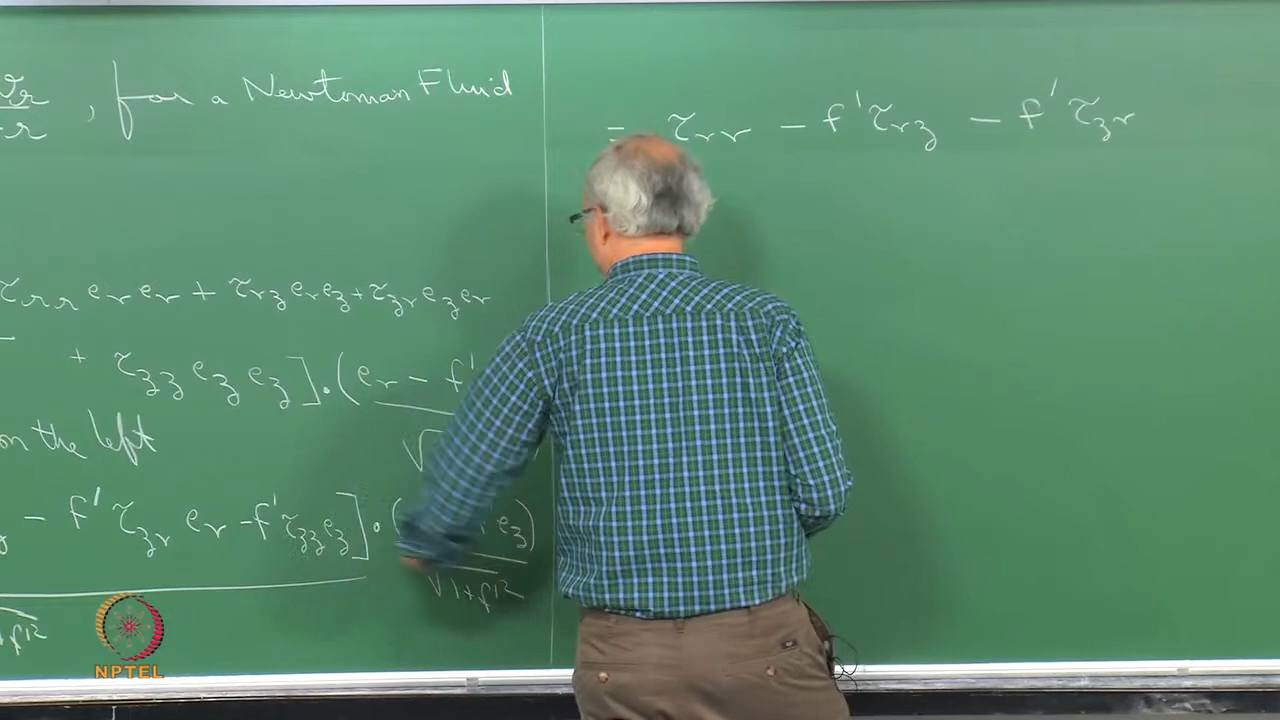 , for a Newtonian Fluid
τrr er er + τrz er ez + τzr ez er
+ τzz ez ez ] . ( er - f'
on the left
- f' τzr er - f' τzz ez ] . ( ez )
√1+f'²
= τrr - f' τrz - f' τzr
NPTEL